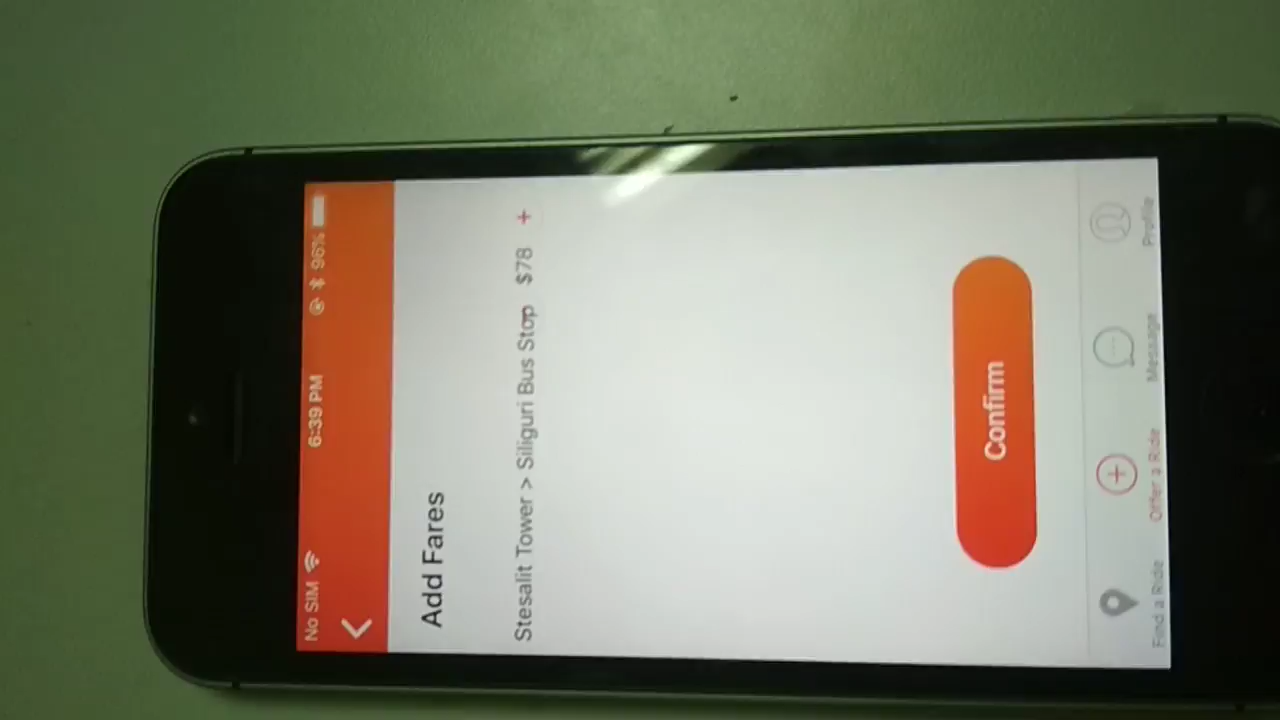 No SIM 6:39 PM 96%
Add Fares
Stesalit Tower > Siliguri Bus Stop $78 +
Confirm
Find a Ride Offer a Ride Message Profile